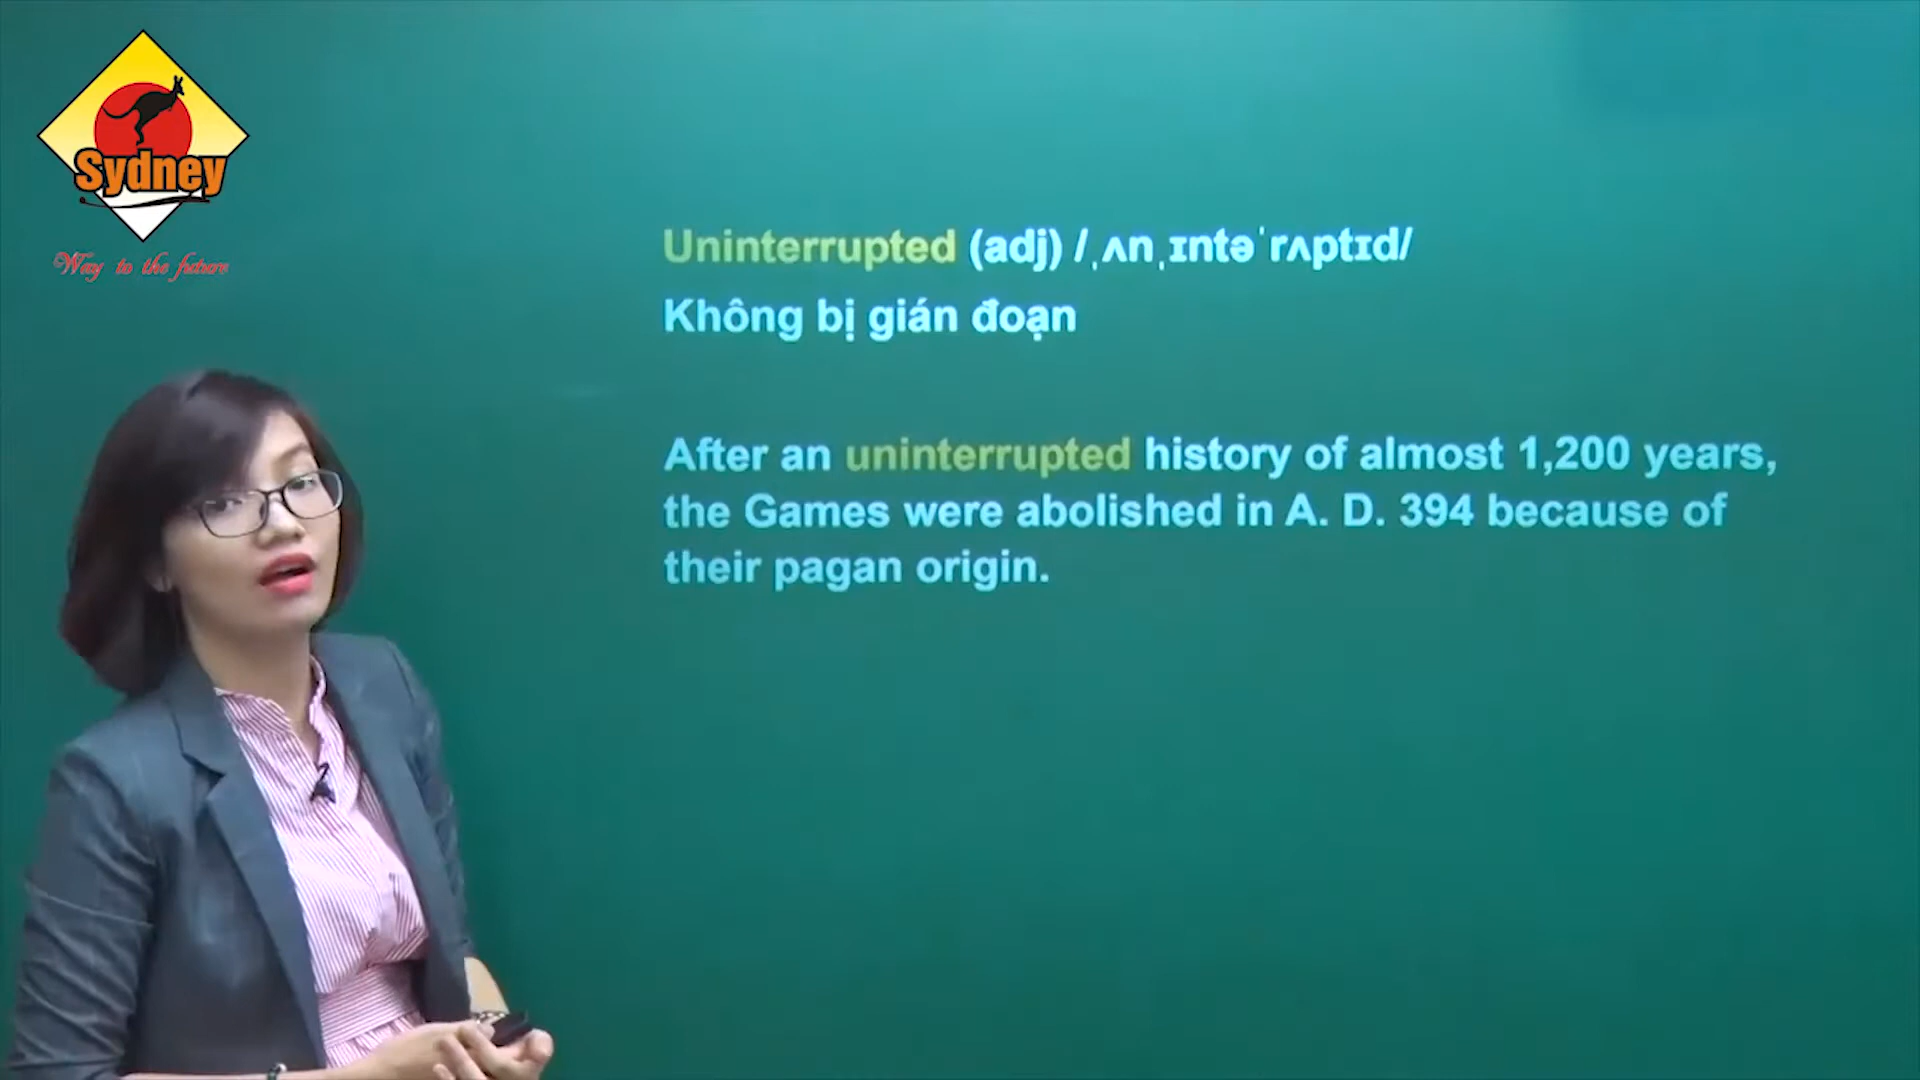 Sydney
Way to the future
Uninterrupted (adj) /ˌʌnˌɪntəˈrʌptɪd/
Không bị gián đoạn
After an uninterrupted history of almost 1,200 years,
the Games were abolished in A. D. 394 because of
their pagan origin.